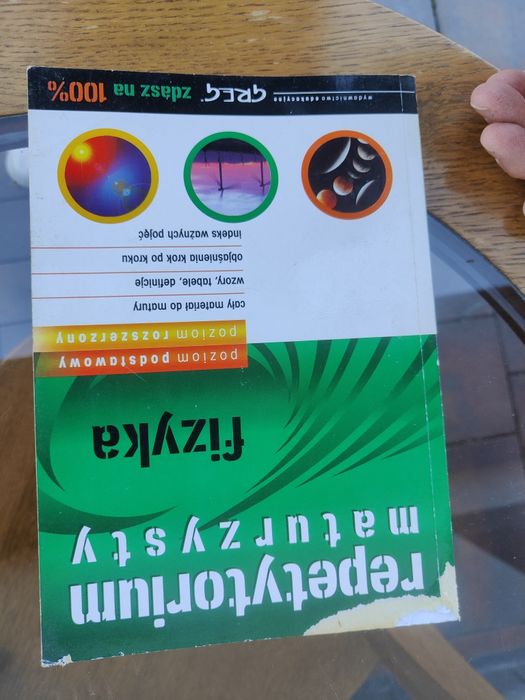 repetytorium
maturzysty
fizyka
poziom podstawowy
poziom rozszerzony
cały materiał do matury
wzory, tabele, definicje
objaśnienia krok po kroku
indeks ważnych pojęć
wydawnictwo edukacyjne GREG zdasz na 100%